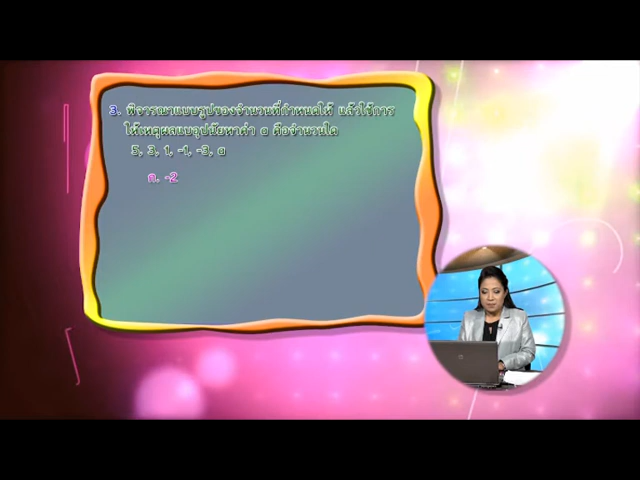 3. พิจารณาแบบรูปของจำนวนที่กำหนดให้ แล้วใช้การ
ให้เหตุผลแบบอุปนัยหาค่า a คือจำนวนใด
5, 3, 1, -1, -3, a
ก. -2